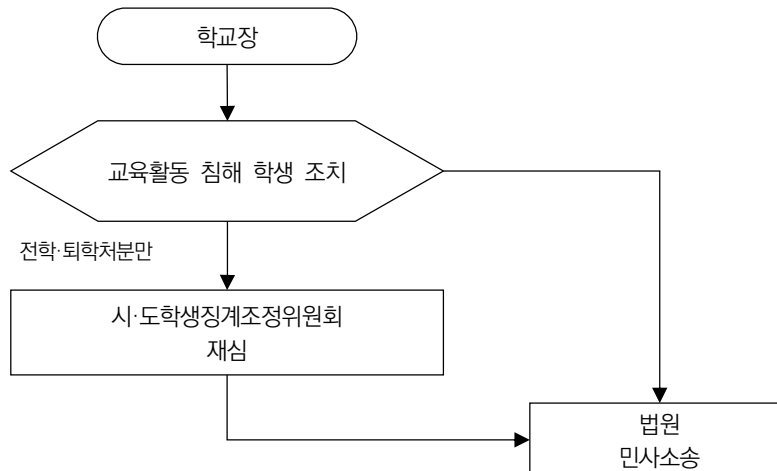 학교장
교육활동 침해 학생 조치
전학·퇴학처분만
시·도학생징계조정위원회
재심
법원
민사소송